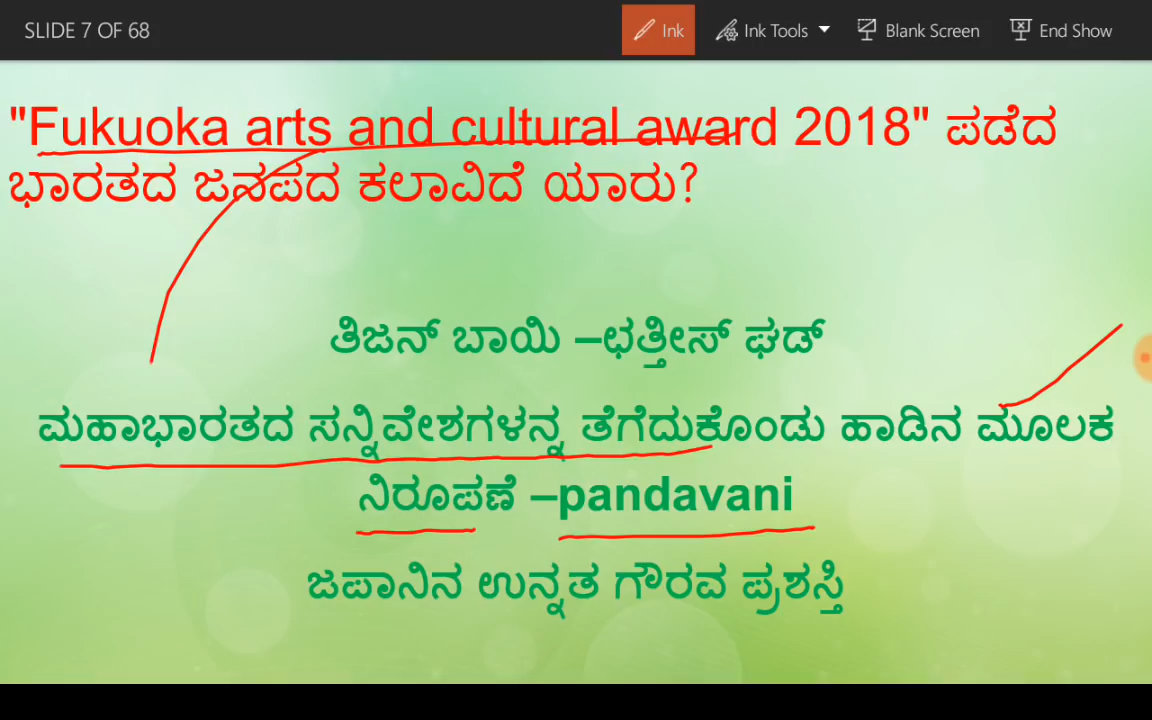 SLIDE 7 OF 68
Ink
Ink Tools
Blank Screen
End Show
"Fukuoka arts and cultural award 2018" ಪಡೆದ
ಭಾರತದ ಜನಪದ ಕಲಾವಿದೆ ಯಾರು?
ತಿಜನ್ ಬಾಯಿ –ಛತ್ತೀಸ್ ಘಡ್
ಮಹಾಭಾರತದ ಸನ್ನಿವೇಶಗಳನ್ನ ತೆಗೆದುಕೊಂಡು ಹಾಡಿನ ಮೂಲಕ
ನಿರೂಪಣೆ –pandavani
ಜಪಾನಿನ ಉನ್ನತ ಗೌರವ ಪ್ರಶಸ್ತಿ